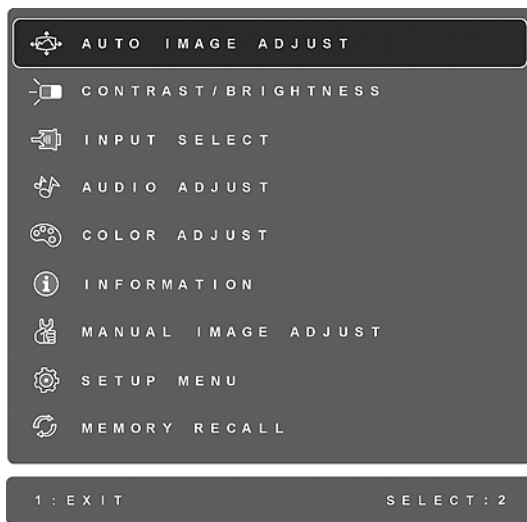 AUTO IMAGE ADJUST
CONTRAST/BRIGHTNESS
INPUT SELECT
AUDIO ADJUST
COLOR ADJUST
INFORMATION
MANUAL IMAGE ADJUST
SETUP MENU
MEMORY RECALL
1:EXIT SELECT:2